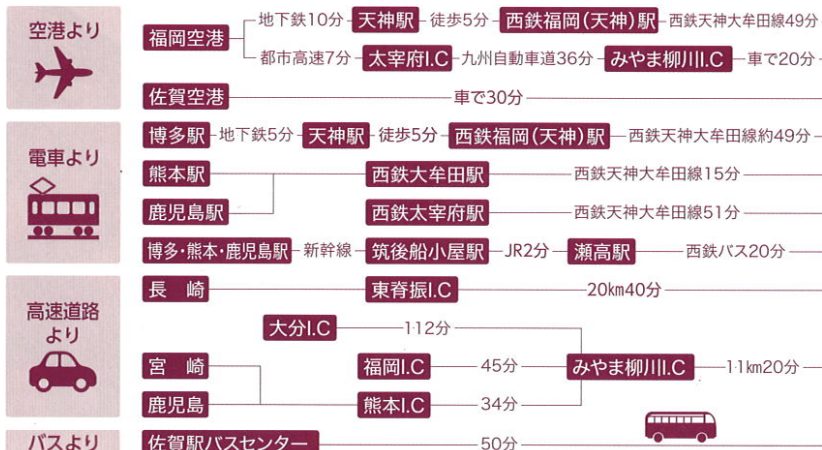 空港より
福岡空港 地下鉄10分 天神駅 徒歩5分 西鉄福岡(天神)駅 西鉄天神大牟田線49分
都市高速7分 太宰府I.C 九州自動車道36分 みやま柳川I.C 車で20分
佐賀空港 車で30分
電車より
博多駅 地下鉄5分 天神駅 徒歩5分 西鉄福岡(天神)駅 西鉄天神大牟田線約49分
熊本駅 西鉄大牟田駅 西鉄天神大牟田線15分
鹿児島駅 西鉄太宰府駅 西鉄天神大牟田線51分
博多・熊本・鹿児島駅 新幹線 筑後船小屋駅 JR2分 瀬高駅 西鉄バス20分
高速道路
より
長 崎 東脊振I.C 20km40分
大分I.C 112分
宮 崎 福岡I.C 45分 みやま柳川I.C 11km20分
鹿児島 熊本I.C 34分
バスより
佐賀駅バスセンター 50分